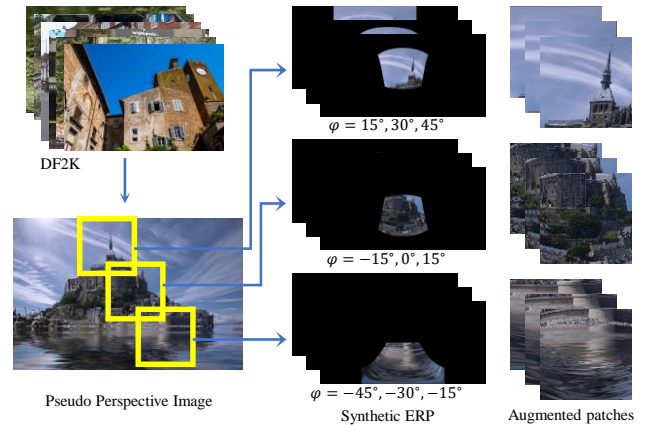 DF2K
φ = 15°, 30°, 45°
φ = −15°, 0°, 15°
φ = −45°, −30°, −15°
Pseudo Perspective Image
Synthetic ERP
Augmented patches